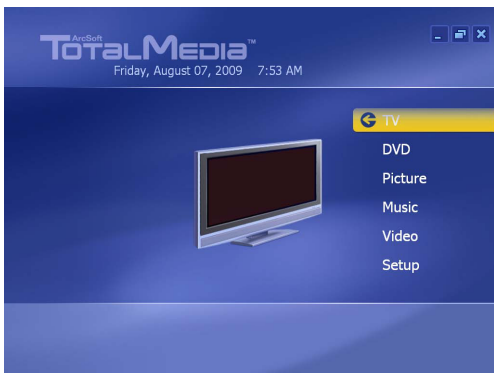 ArcSoft
TOTALMEDIA™
Friday, August 07, 2009 7:53 AM
TV
DVD
Picture
Music
Video
Setup